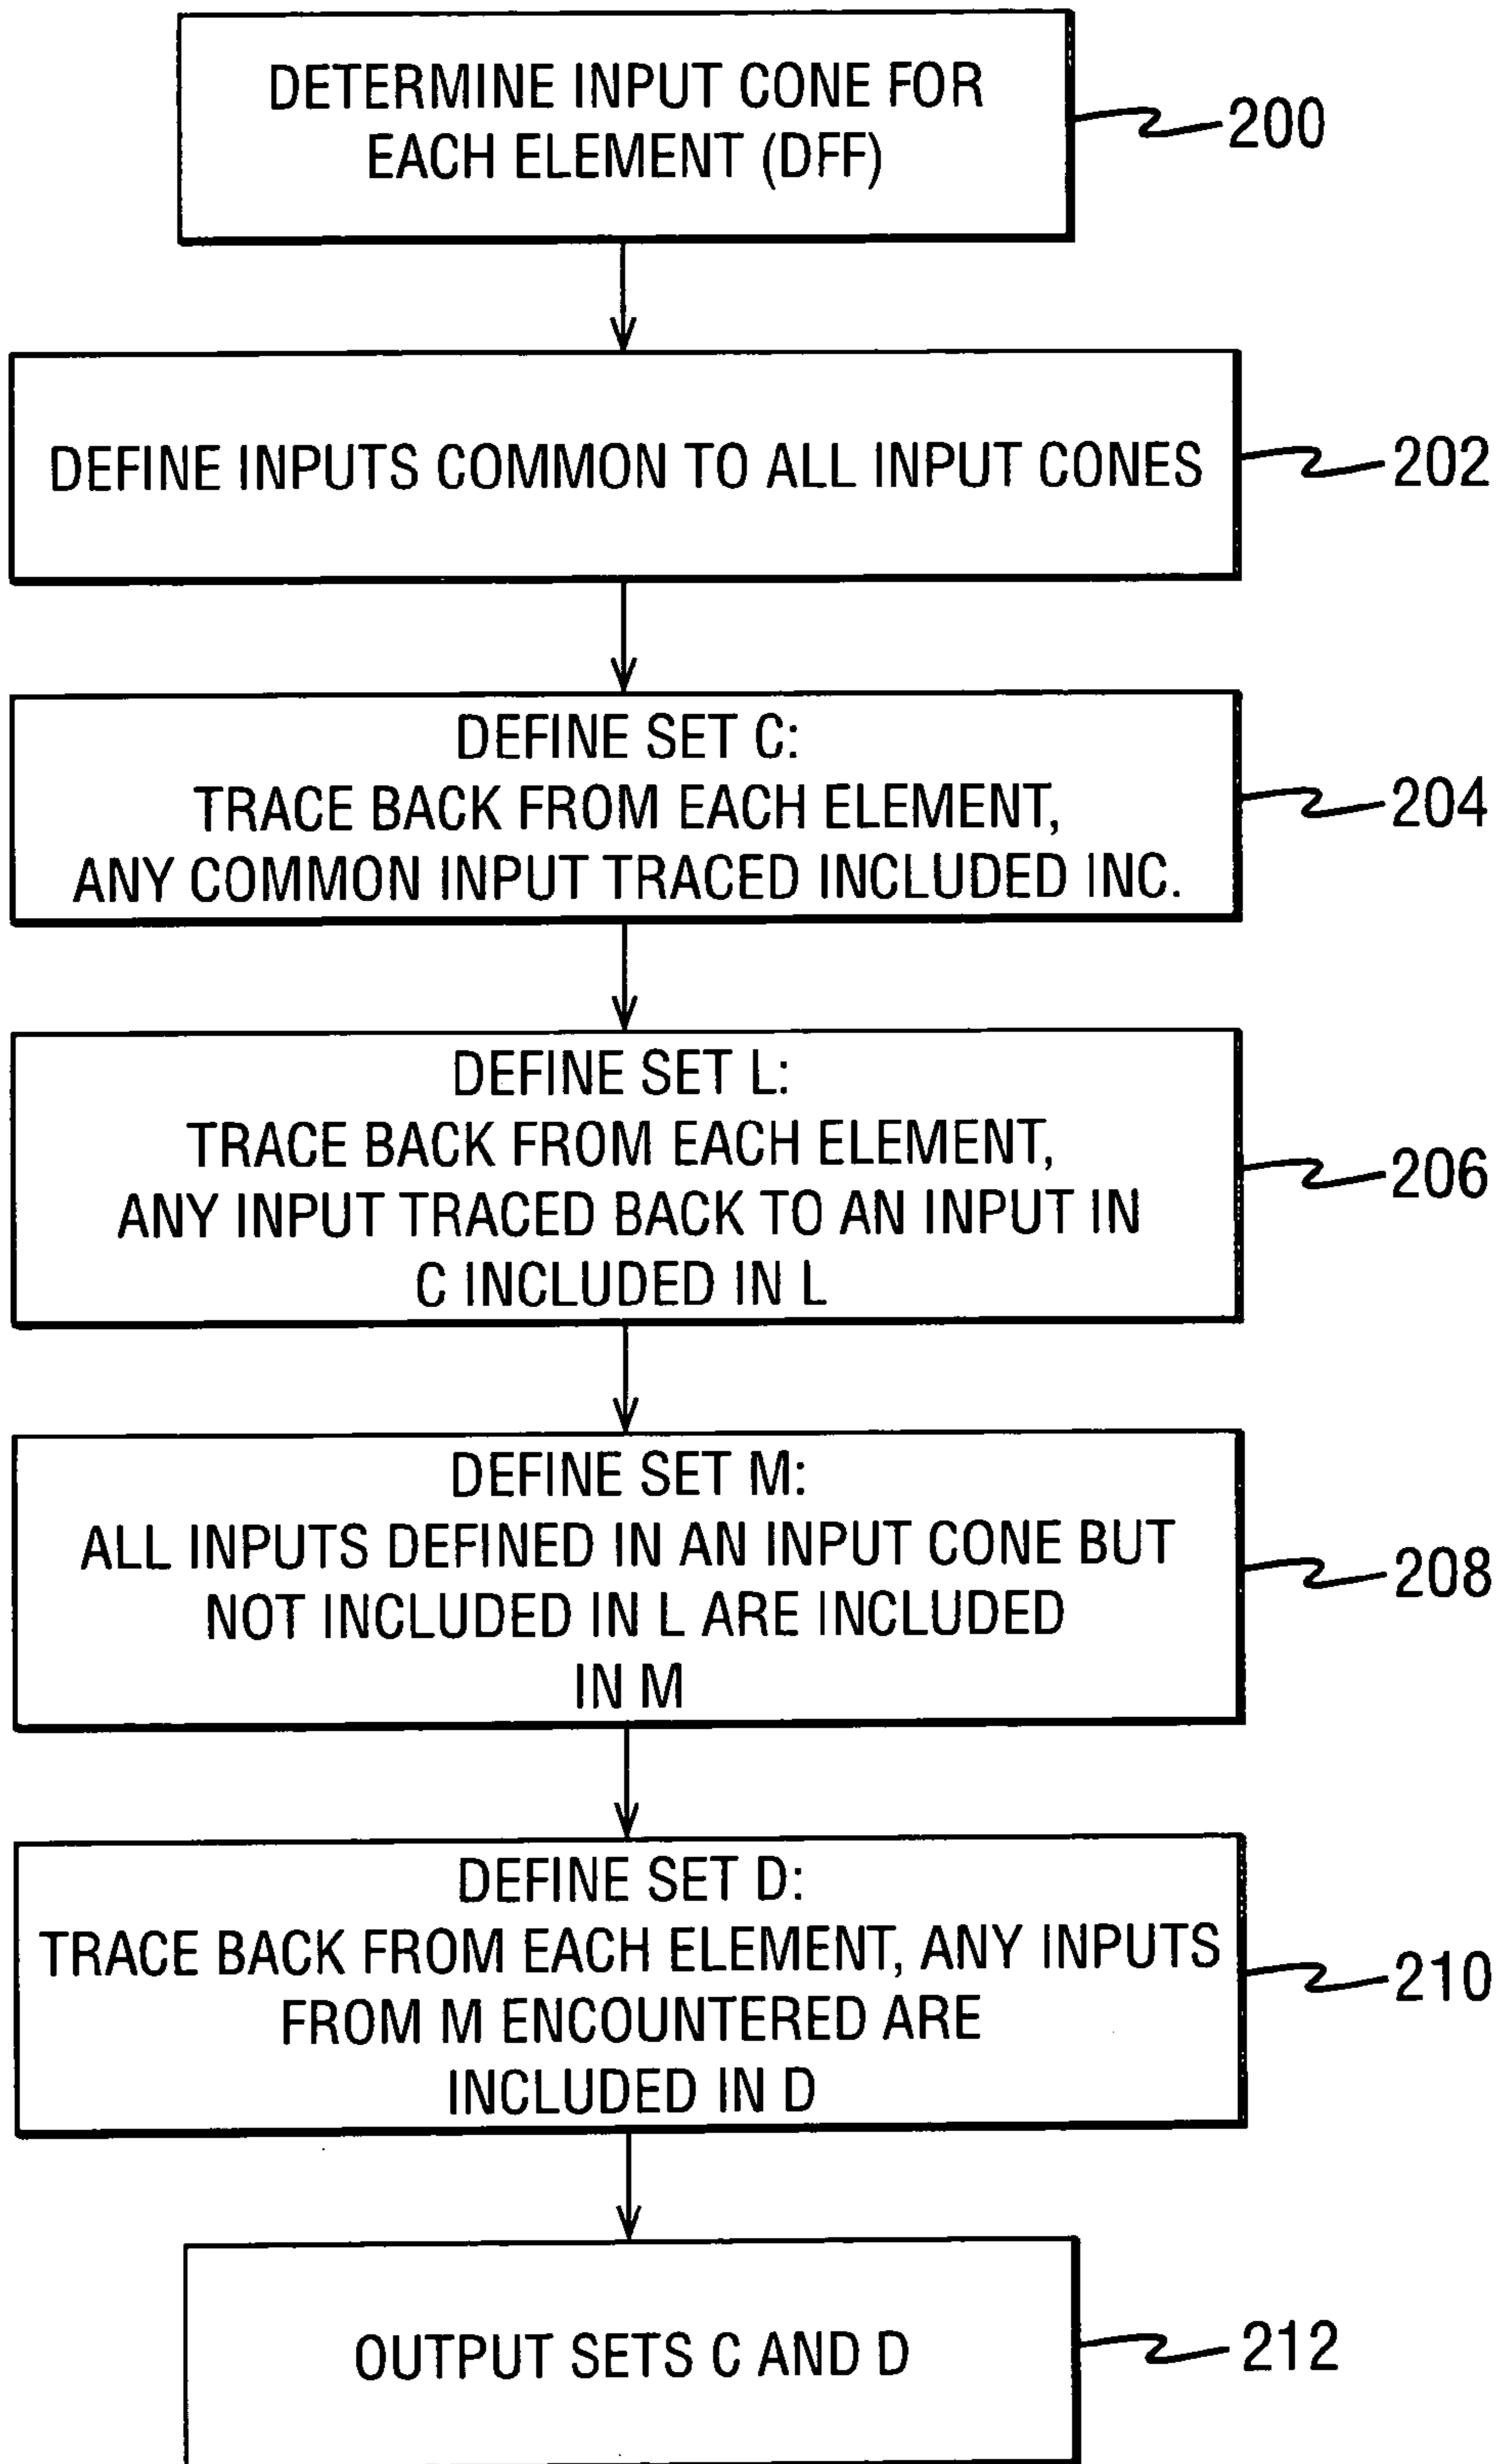 DETERMINE INPUT CONE FOR
EACH ELEMENT (DFF)
200
DEFINE INPUTS COMMON TO ALL INPUT CONES
202
DEFINE SET C:
TRACE BACK FROM EACH ELEMENT,
ANY COMMON INPUT TRACED INCLUDED INC.
204
DEFINE SET L:
TRACE BACK FROM EACH ELEMENT,
ANY INPUT TRACED BACK TO AN INPUT IN
C INCLUDED IN L
206
DEFINE SET M:
ALL INPUTS DEFINED IN AN INPUT CONE BUT
NOT INCLUDED IN L ARE INCLUDED
IN M
208
DEFINE SET D:
TRACE BACK FROM EACH ELEMENT, ANY INPUTS
FROM M ENCOUNTERED ARE
INCLUDED IN D
210
OUTPUT SETS C AND D
212